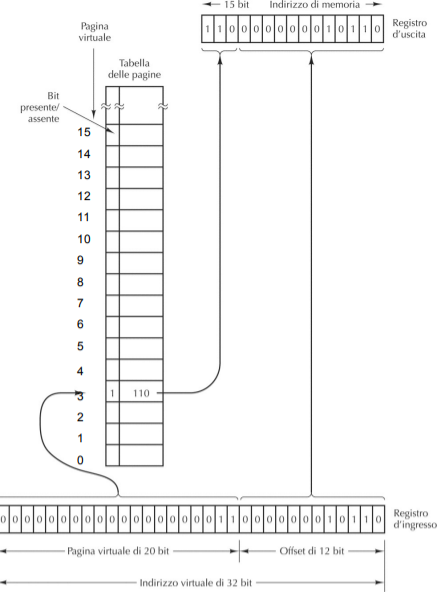 15 bit
Indirizzo di memoria
1 1 0 0 0 0 0 0 0 0 1 0 1 1 0
Registro
d'uscita
Pagina
virtuale
Tabella
delle pagine
Bit
presente/
assente
15
14
13
12
11
10
9
8
7
6
5
4
3 1 110
2
1
0
0 0 0 0 0 0 0 0 0 0 0 0 0 0 0 0 0 0 1 1 0 0 0 0 0 0 0 1 0 1 1 0
Registro
d'ingresso
Pagina virtuale di 20 bit
Offset di 12 bit
Indirizzo virtuale di 32 bit